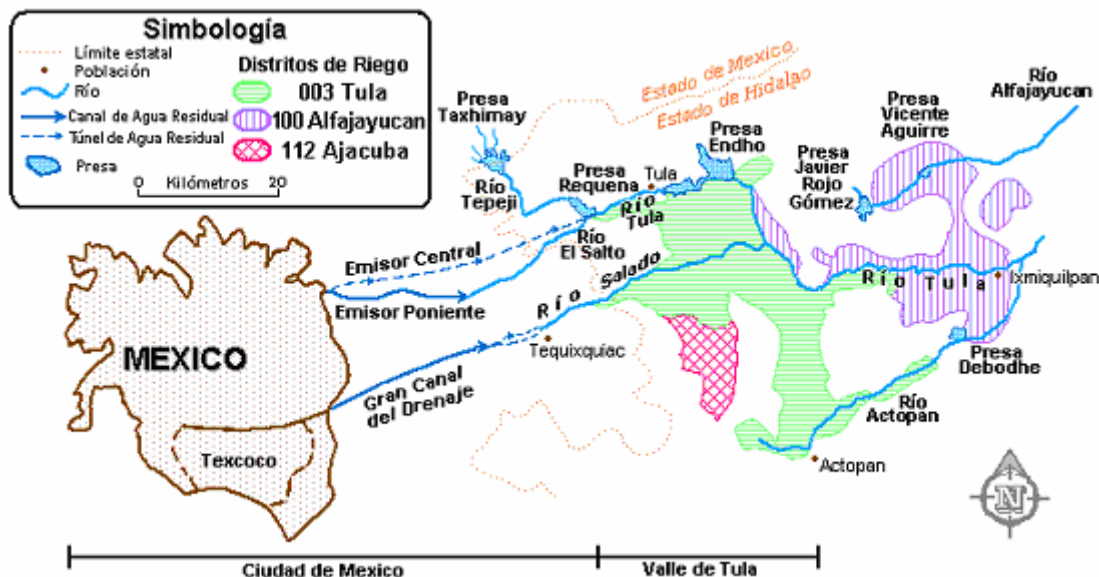 Simbología
Límite estatal
Población
Río
Canal de Agua Residual
Túnel de Agua Residual
Presa
0 Kilómetros 20
Distritos de Riego
003 Tula
100 Alfajayucan
112 Ajacuba
Estado de Mexico
Estado de Hidalgo
Presa
Taxhimay
Río
Tepeji
Presa
Requena
Tula
Presa
Endho
Río
Tula
Río
El Salto
Presa
Vicente
Aguirre
Río
Alfajayucan
Presa
Javier
Rojo
Gómez
Emisor Central
Emisor Poniente
Río Salado
Río Tula
Ixmiquilpan
MEXICO
Tequixquiac
Gran Canal
del Drenaje
Presa
Debodhe
Río
Actopan
Texcoco
Actopan
N
Ciudad de Mexico
Valle de Tula